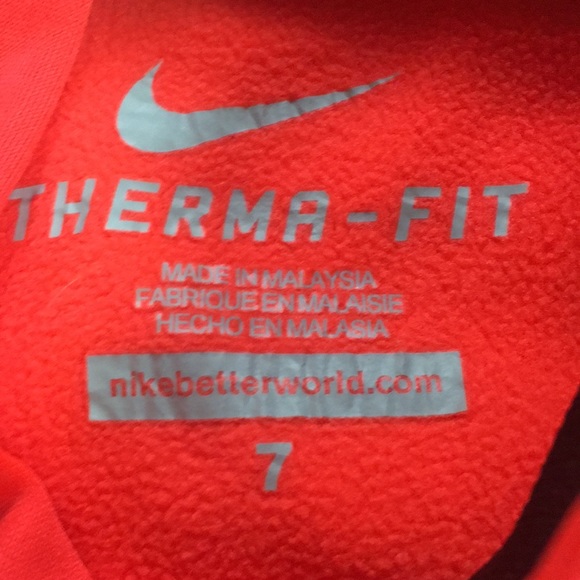 THERMA-FIT
MADE IN MALAYSIA
FABRIQUE EN MALAISIE
HECHO EN MALASIA
nikebetterworld.com
7